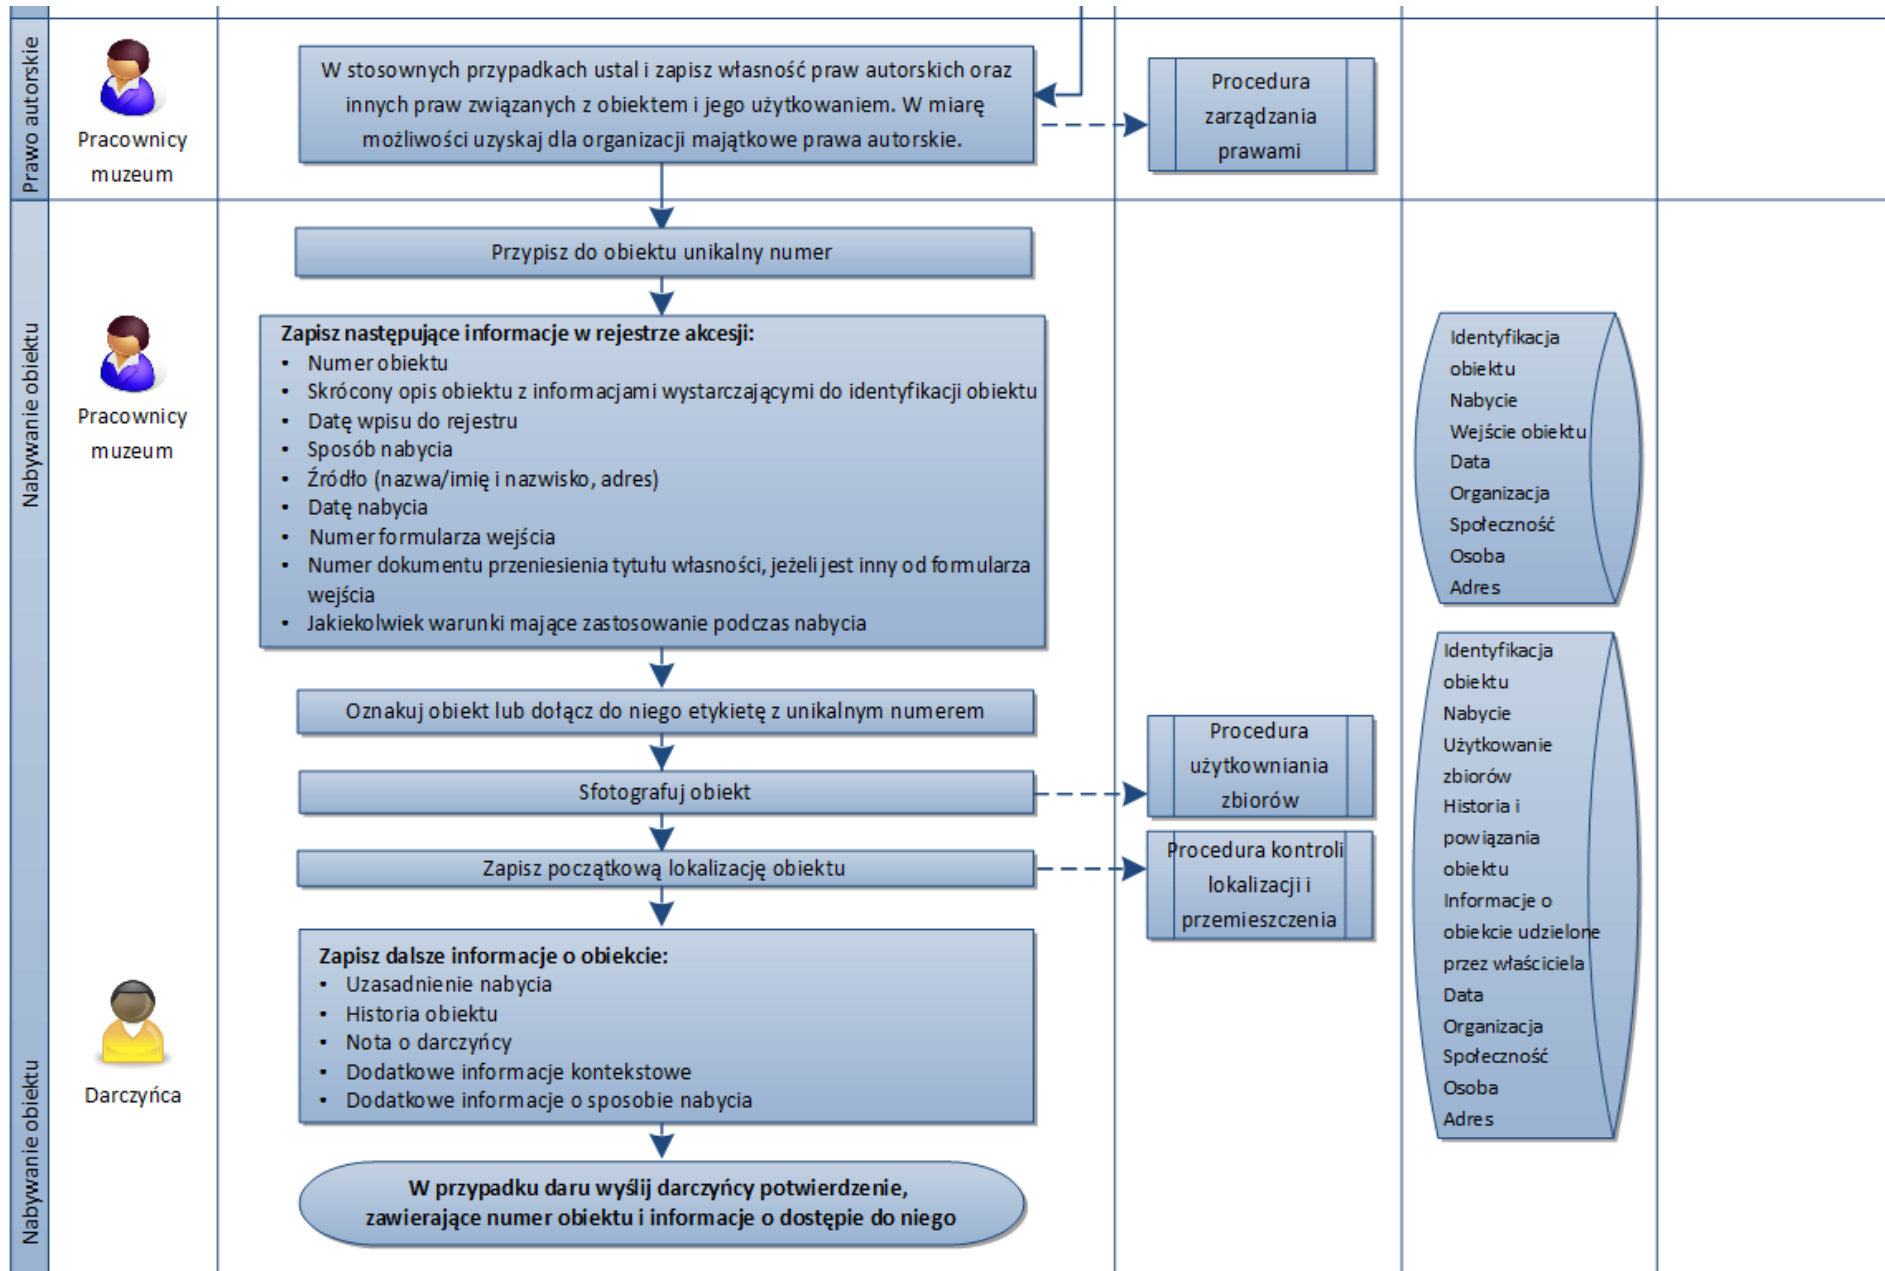 Prawo autorskie
Pracownicy
muzeum
W stosownych przypadkach ustal i zapisz własność praw autorskich oraz
innych praw związanych z obiektem i jego użytkowaniem. W miarę
możliwości uzyskaj dla organizacji majątkowe prawa autorskie.
Procedura
zarządzania
prawami
Nabywanie obiektu
Pracownicy
muzeum
Przypisz do obiektu unikalny numer
Zapisz następujące informacje w rejestrze akcesji:
• Numer obiektu
• Skrócony opis obiektu z informacjami wystarczającymi do identyfikacji obiektu
• Datę wpisu do rejestru
• Sposób nabycia
• Źródło (nazwa/imię i nazwisko, adres)
• Datę nabycia
• Numer formularza wejścia
• Numer dokumentu przeniesienia tytułu własności, jeżeli jest inny od formularza
wejścia
• Jakiekolwiek warunki mające zastosowanie podczas nabycia
Identyfikacja
obiektu
Nabycie
Wejście obiektu
Data
Organizacja
Społeczność
Osoba
Adres
Oznakuj obiekt lub dołącz do niego etykietę z unikalnym numerem
Sfotografuj obiekt
Procedura
użytkowniania
zbiorów
Zapisz początkową lokalizację obiektu
Procedura kontroli
lokalizacji i
przemieszczenia
Identyfikacja
obiektu
Nabycie
Użytkowanie
zbiorów
Historia i
powiązania
obiektu
Informacje o
obiekcie udzielone
przez właściciela
Data
Organizacja
Społeczność
Osoba
Adres
Nabywanie obiektu
Darczyńca
Zapisz dalsze informacje o obiekcie:
• Uzasadnienie nabycia
• Historia obiektu
• Nota o darczyńcy
• Dodatkowe informacje kontekstowe
• Dodatkowe informacje o sposobie nabycia
W przypadku daru wyślij darczyńcy potwierdzenie,
zawierające numer obiektu i informacje o dostępie do niego